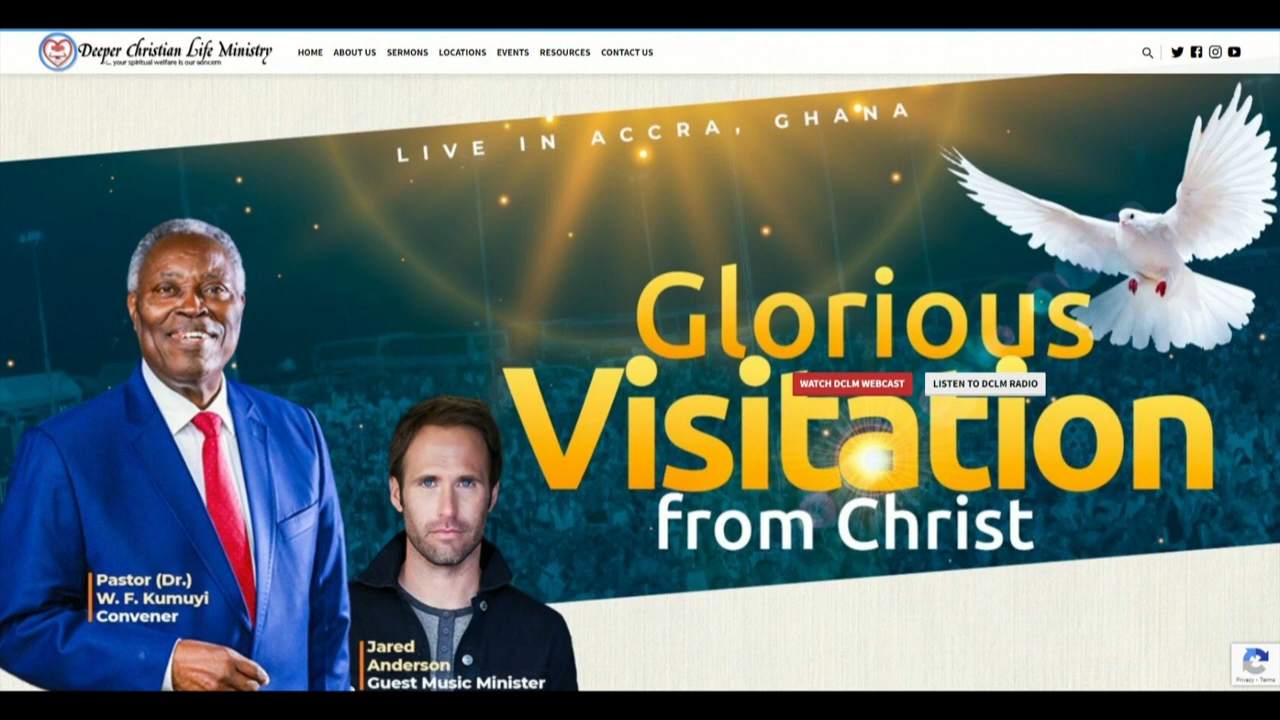 Deeper Christian Life Ministry
... your spiritual welfare is our concern
HOME ABOUT US SERMONS LOCATIONS EVENTS RESOURCES CONTACT US
LIVE IN ACCRA, GHANA
Glorious
Visitation
WATCH DCLM WEBCAST LISTEN TO DCLM RADIO
from Christ
Pastor (Dr.)
W. F. Kumuyi
Convener
Jared
Anderson
Guest Music Minister
Privacy - Terms